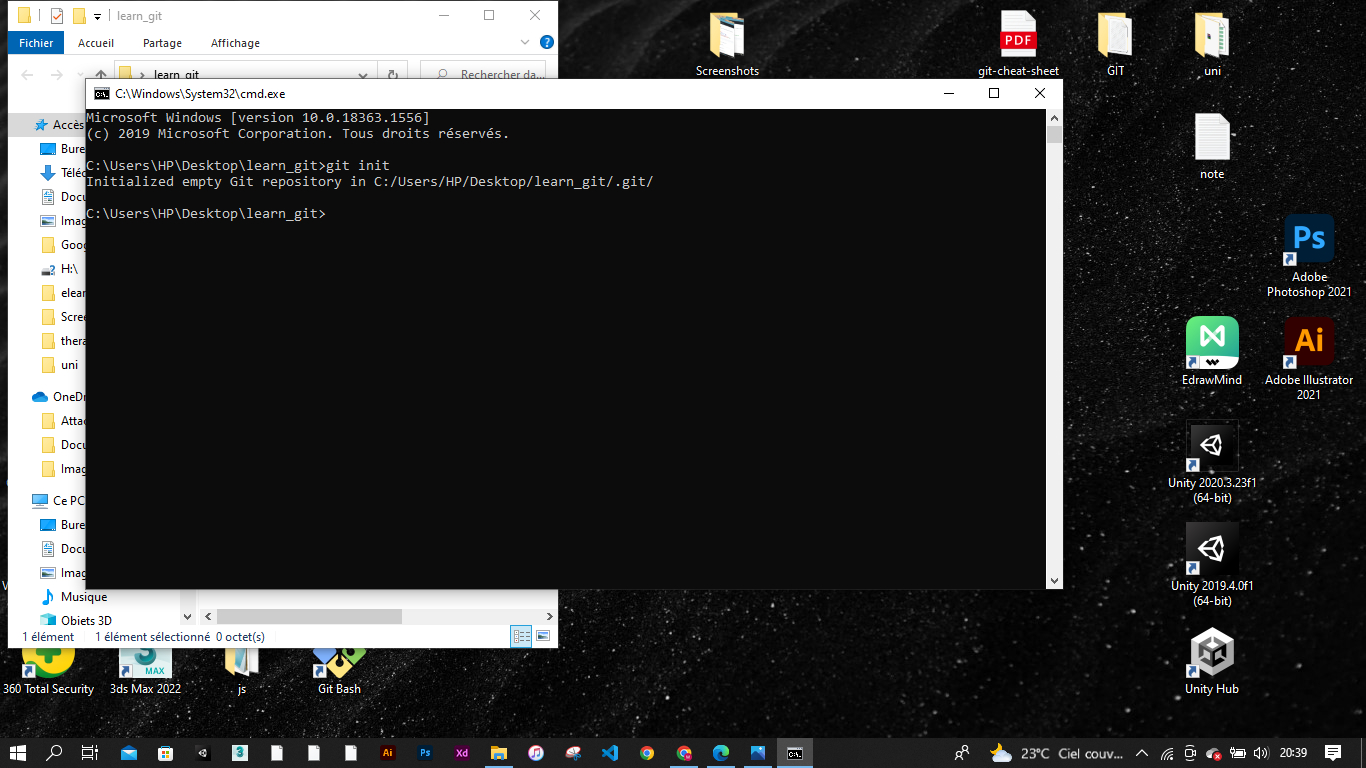 learn_git
Fichier Accueil Partage Affichage
learn_git Rechercher da...
C:\Windows\System32\cmd.exe
Microsoft Windows [version 10.0.18363.1556]
(c) 2019 Microsoft Corporation. Tous droits réservés.
C:\Users\HP\Desktop\learn_git>git init
Initialized empty Git repository in C:/Users/HP/Desktop/learn_git/.git/
C:\Users\HP\Desktop\learn_git>
Accès
Bure
Téléc
Docu
Imag
Goog
H:\
elear
Scree
thera
uni
OneDr
Attac
Docu
Imag
Ce PC
Bure
Docu
Imag
Musique
Objets 3D
1 élément 1 élément sélectionné 0 octet(s)
Screenshots
PDF
git-cheat-sheet
GIT
uni
note
Ps
Adobe
Photoshop 2021
EdrawMind
Ai
Adobe Illustrator
2021
Unity 2020.3.23f1
(64-bit)
Unity 2019.4.0f1
(64-bit)
Unity Hub
360 Total Security
3
MAX
3ds Max 2022
js
Git Bash
3 Ai Ps Xd
23°C Ciel couv... 20:39